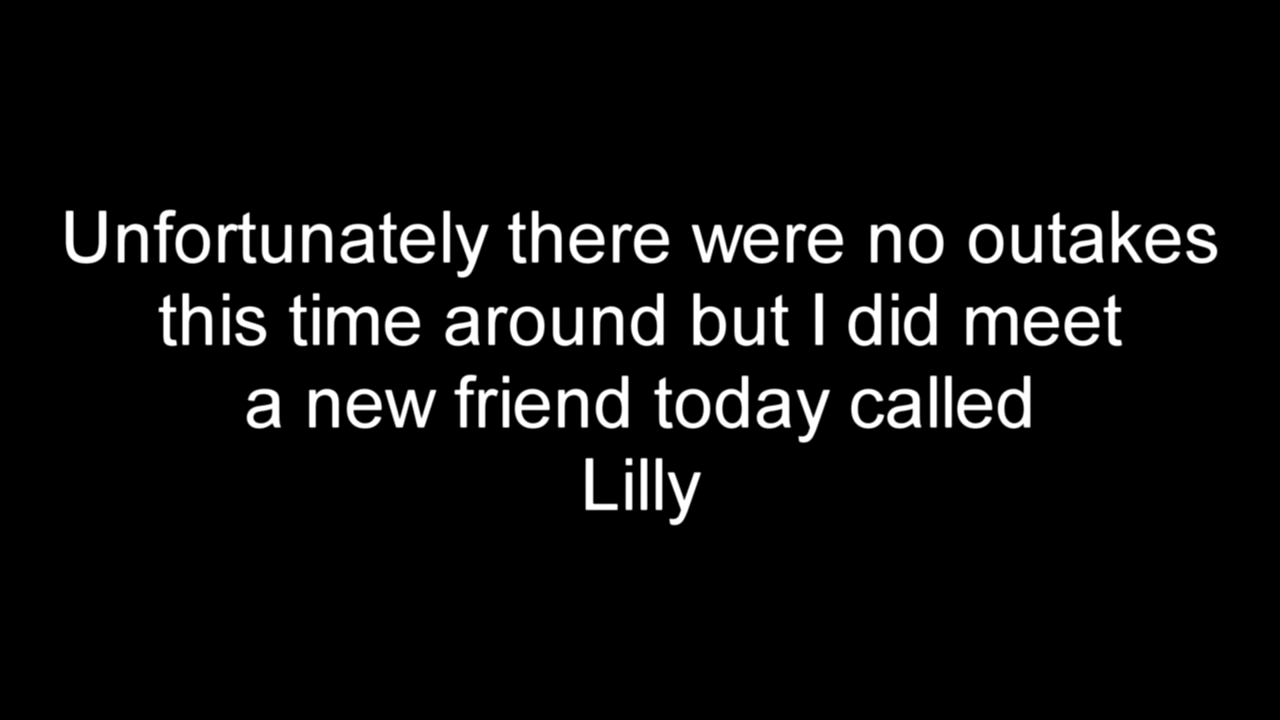 Unfortunately there were no outakes
this time around but I did meet
a new friend today called
Lilly